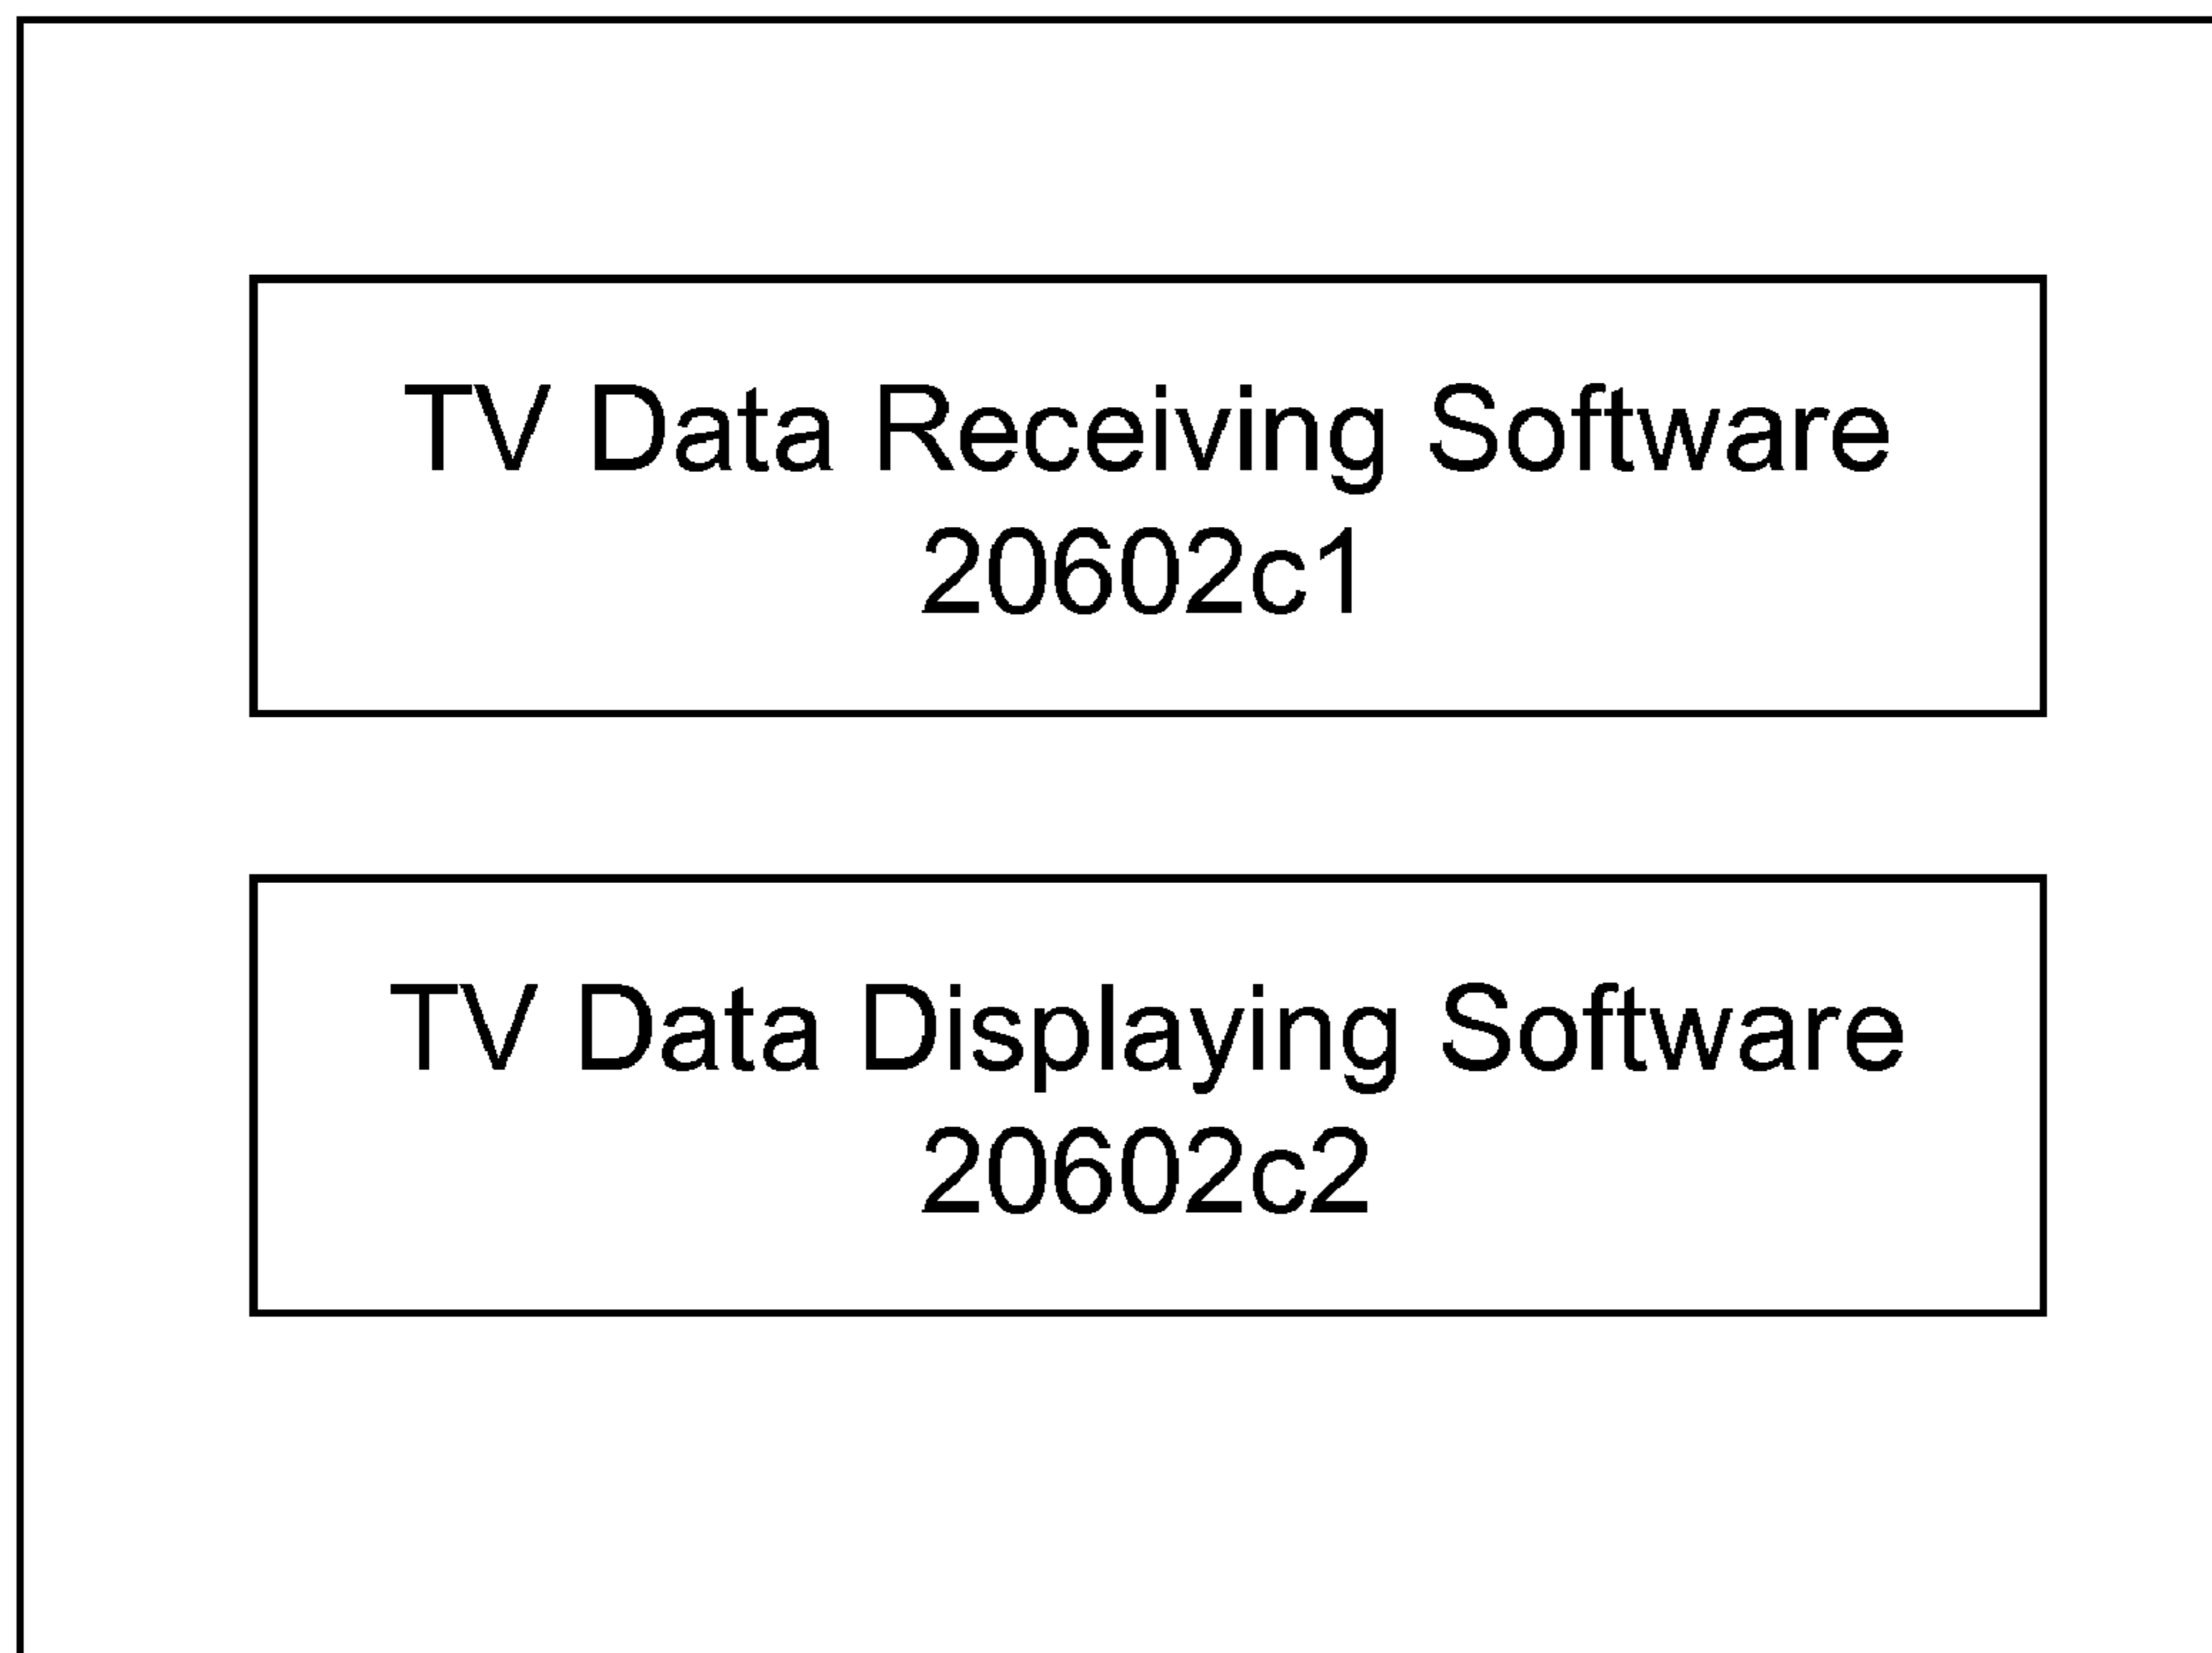 TV Data Receiving Software
20602c1
TV Data Displaying Software
20602c2